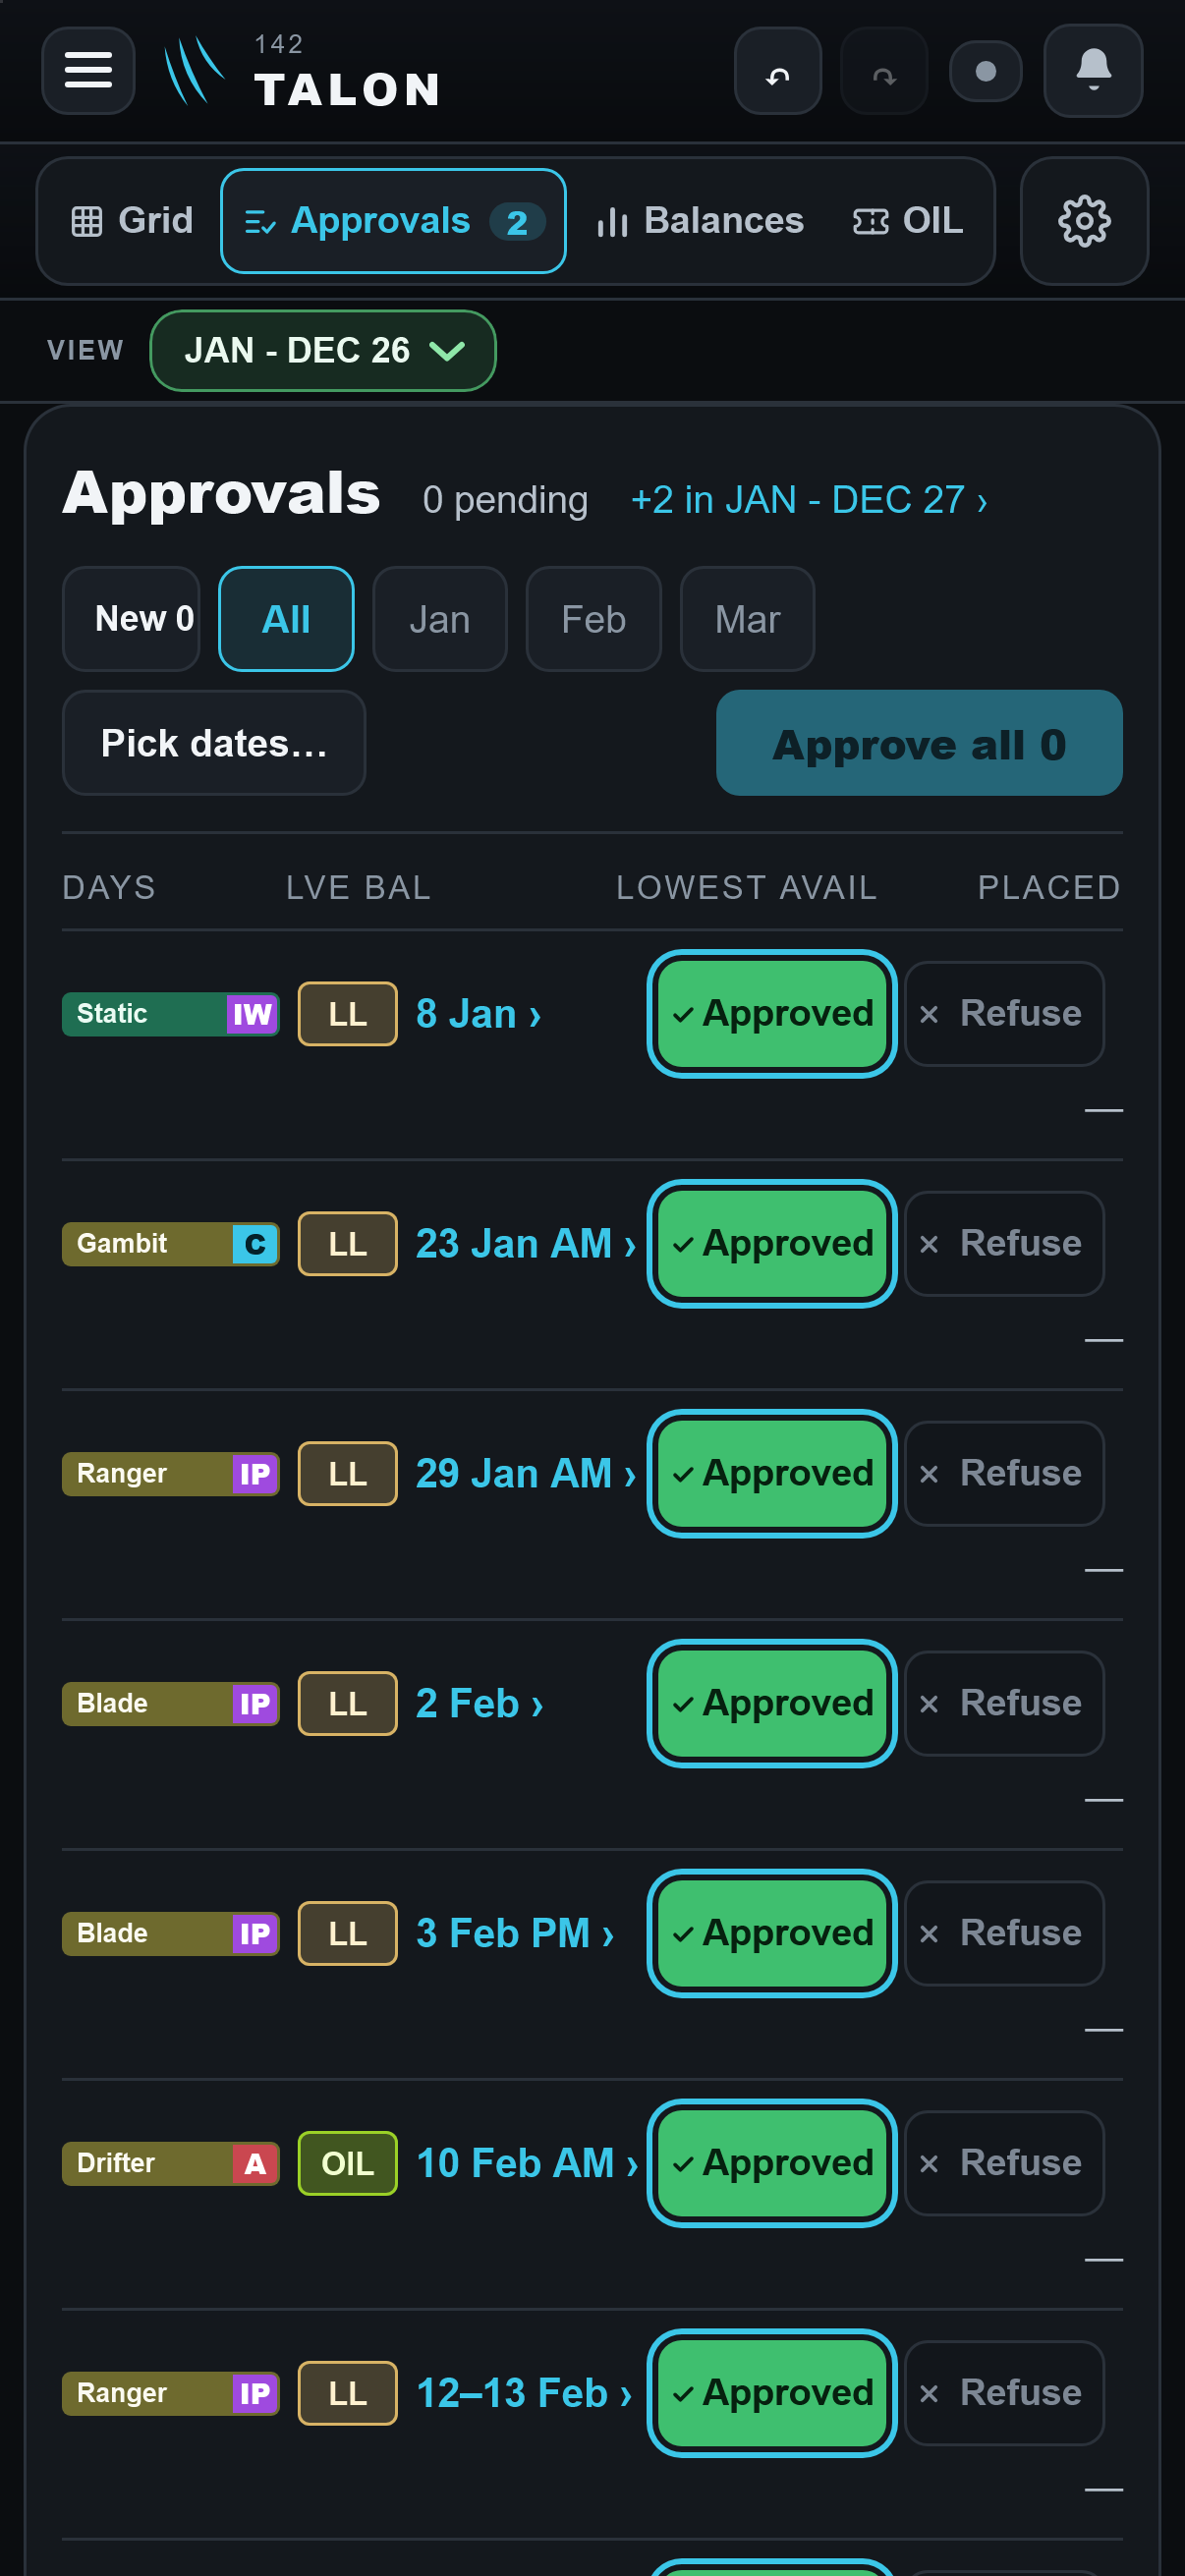 142
TALON
Grid Approvals 2 Balances OIL
VIEW JAN - DEC 26
Approvals 0 pending +2 in JAN - DEC 27 ›
New 0 All Jan Feb Mar
Pick dates... Approve all 0
DAYS LVE BAL LOWEST AVAIL PLACED
Static IW LL 8 Jan › ✓ Approved × Refuse
—
Gambit C LL 23 Jan AM › ✓ Approved × Refuse
—
Ranger IP LL 29 Jan AM › ✓ Approved × Refuse
—
Blade IP LL 2 Feb › ✓ Approved × Refuse
—
Blade IP LL 3 Feb PM › ✓ Approved × Refuse
—
Drifter A OIL 10 Feb AM › ✓ Approved × Refuse
—
Ranger IP LL 12–13 Feb › ✓ Approved × Refuse
—